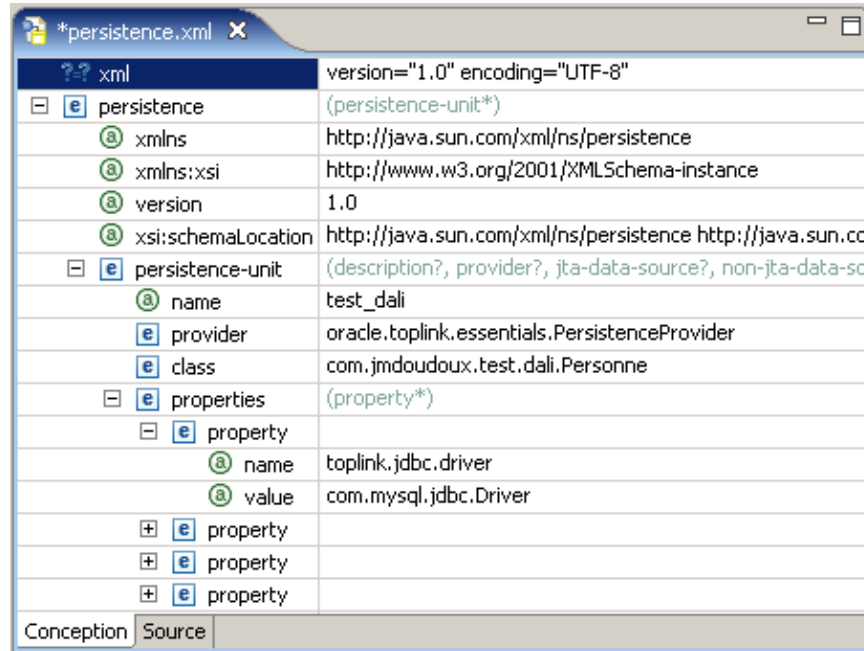 *persistence.xml
?=? xml version="1.0" encoding="UTF-8"
e persistence (persistence-unit*)
a xmlns http://java.sun.com/xml/ns/persistence
a xmlns:xsi http://www.w3.org/2001/XMLSchema-instance
a version 1.0
a xsi:schemaLocation http://java.sun.com/xml/ns/persistence http://java.sun.co
e persistence-unit (description?, provider?, jta-data-source?, non-jta-data-so
a name test_dali
e provider oracle.toplink.essentials.PersistenceProvider
e class com.jmdoudoux.test.dali.Personne
e properties (property*)
e property
a name toplink.jdbc.driver
a value com.mysql.jdbc.Driver
e property
e property
e property
Conception Source